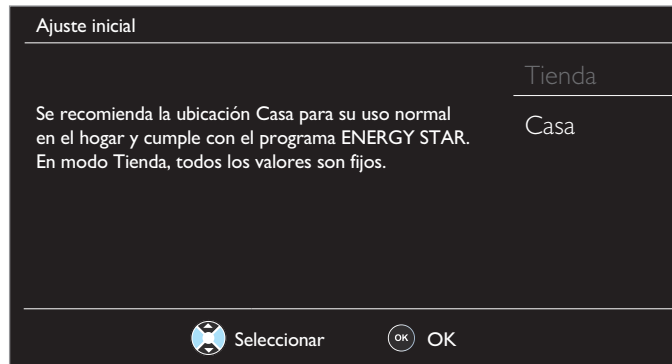 Ajuste inicial
Tienda
Se recomienda la ubicación Casa para su uso normal
en el hogar y cumple con el programa ENERGY STAR.
En modo Tienda, todos los valores son fijos.
Casa
Seleccionar
OK OK